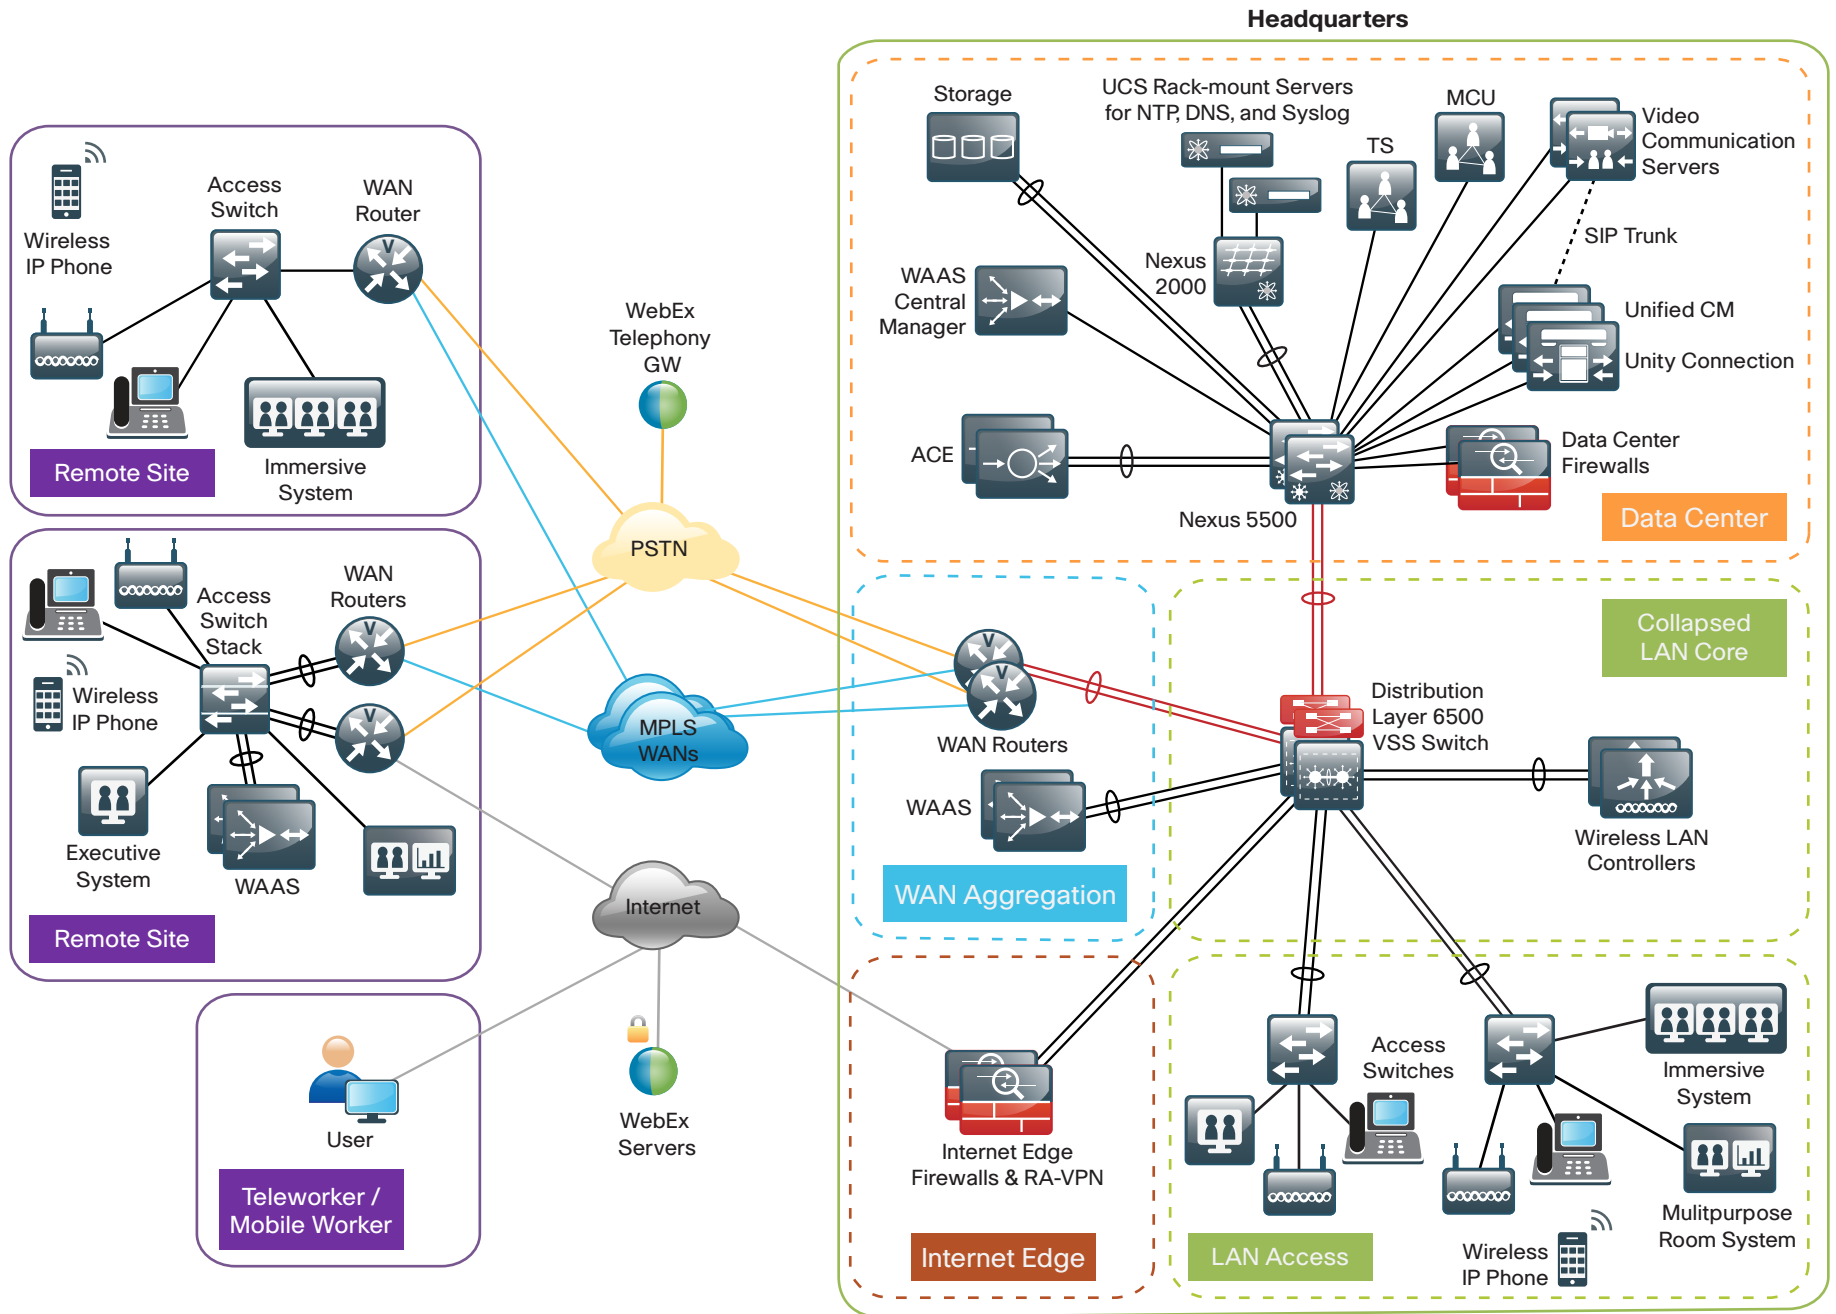 Headquarters
Storage
UCS Rack-mount Servers
for NTP, DNS, and Syslog
TS
MCU
Video
Communication
Servers
SIP Trunk
Nexus
2000
WAAS
Central
Manager
Unified CM
Unity Connection
ACE
Data Center
Firewalls
Nexus 5500
Data Center
Wireless
IP Phone
Access
Switch
WAN
Router
V
Immersive
System
Remote Site
WebEx
Telephony
GW
PSTN
MPLS
WANs
Internet
WebEx
Servers
Access
Switch
Stack
WAN
Routers
V
V
Wireless
IP Phone
Executive
System
WAAS
Remote Site
User
Teleworker /
Mobile Worker
V
V
WAN Routers
WAAS
WAN Aggregation
Collapsed
LAN Core
Distribution
Layer 6500
VSS Switch
Wireless LAN
Controllers
Internet Edge
Firewalls & RA-VPN
Internet Edge
Access
Switches
Immersive
System
Mulitpurpose
Room System
Wireless
IP Phone
LAN Access